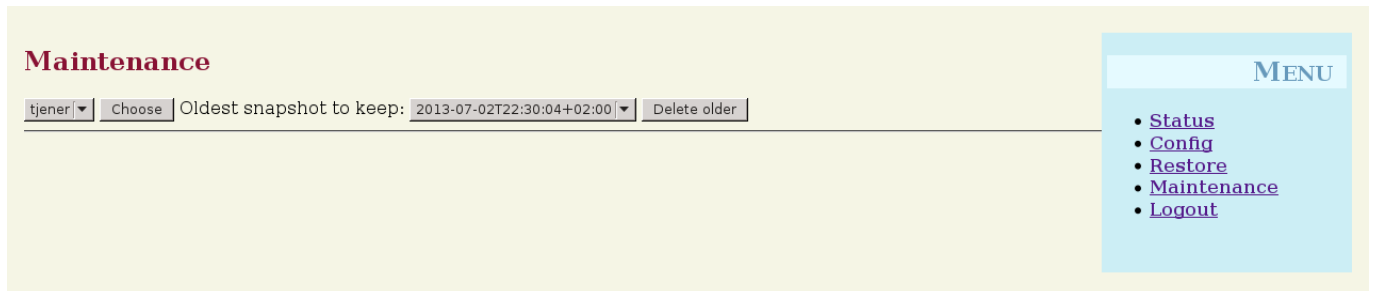 Maintenance
tjener Choose Oldest snapshot to keep: 2013-07-02T22:30:04+02:00 Delete older
MENU
Status
Config
Restore
Maintenance
Logout